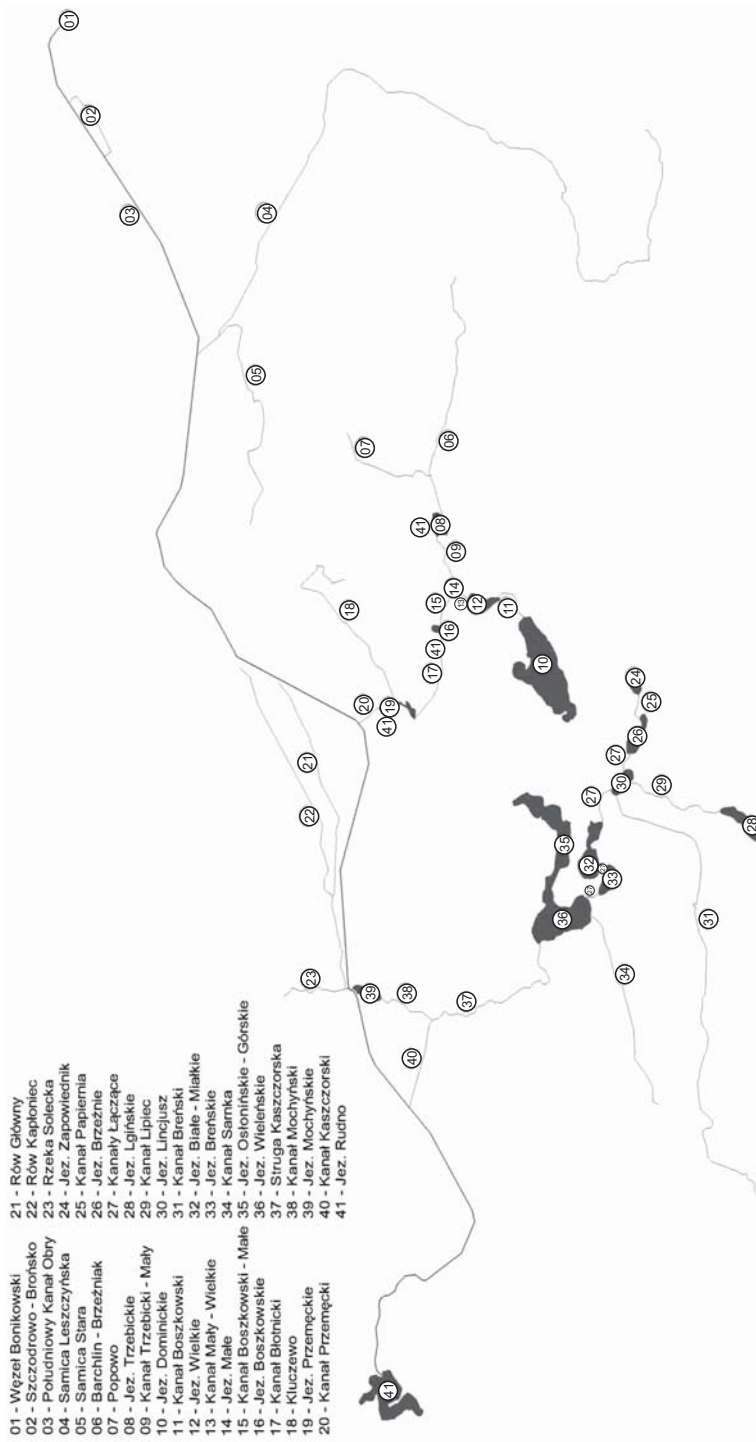 01 - Węzeł Bonikowski
02 - Szczodrowo - Brońsko
03 - Południowy Kanał Obry
04 - Samica Leszczyńska
05 - Samica Stara
06 - Barchlin - Brzeźniak
07 - Popowo
08 - Jez. Trzebickie
09 - Kanał Trzebicki - Mały
10 - Jez. Dominickie
11 - Kanał Boszkowski
12 - Jez. Wielkie
13 - Kanał Mały - Wielkie
14 - Jez. Małe
15 - Kanał Boszkowski - Małe
16 - Jez. Boszkowskie
17 - Kanał Błotnicki
18 - Kluczewo
19 - Jez. Przemęckie
20 - Kanał Przemęcki
21 - Rów Główny
22 - Rów Kapłoniec
23 - Rzeka Solecka
24 - Jez. Zapowiednik
25 - Kanał Papiernia
26 - Jez. Brzeźnie
27 - Kanały Łączące
28 - Jez. Lgińskie
29 - Kanał Lipiec
30 - Jez. Lincjusz
31 - Kanał Breński
32 - Jez. Białe - Miałkie
33 - Jez. Breńskie
34 - Kanał Sarnka
35 - Jez. Osłonińskie - Górskie
36 - Jez. Wieleńskie
37 - Struga Kaszczorska
38 - Kanał Mochyński
39 - Jez. Mochyńskie
40 - Kanał Kaszczorski
41 - Jez. Rudno
01
02
03
04
05
07
06
41
08
09
14
15
13
12
11
16
41
17
18
10
20
19
41
21
22
24
25
26
27
30
29
27
28
35
32
33
27
36
31
34
23
39
38
37
40
41